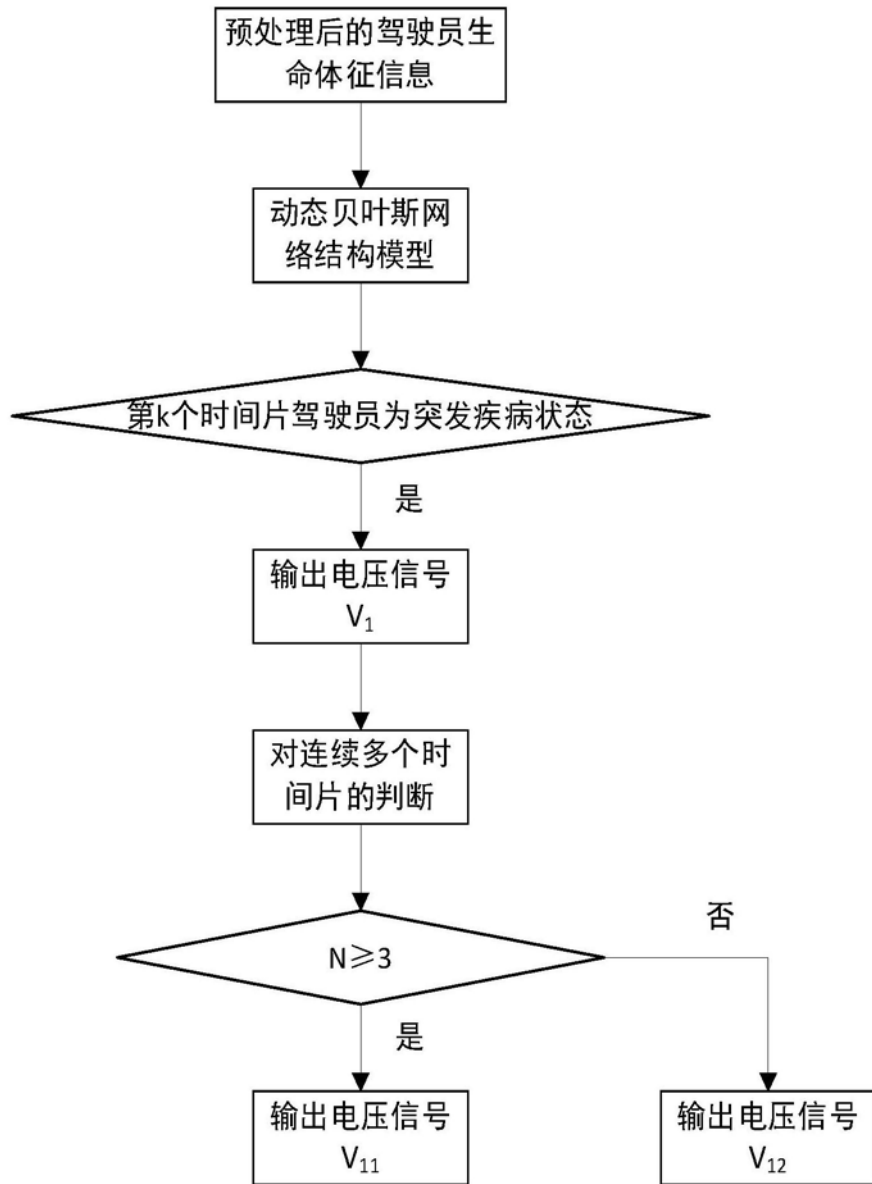 预处理后的驾驶员生
命体征信息
动态贝叶斯网
络结构模型
第k个时间片驾驶员为突发疾病状态
是
输出电压信号
V₁
对连续多个时
间片的判断
否
N≥3
是
输出电压信号
V₁₁
输出电压信号
V₁₂